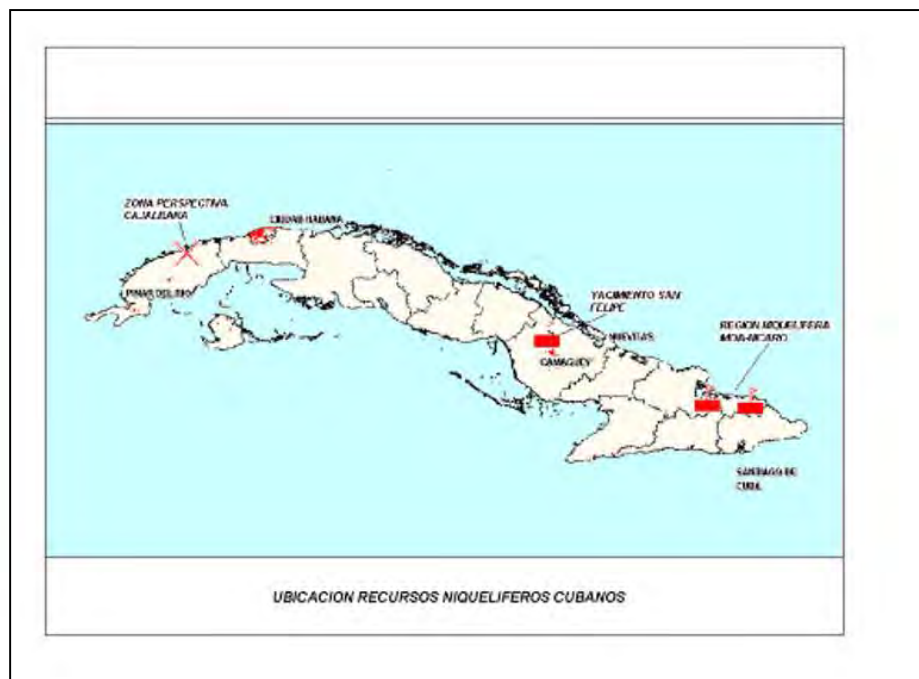 ZONA PERSPECTIVA
CAJALBANA
CIUDAD HABANA
PINAR DEL RIO
YACIMIENTO SAN
FELIPE
NUEVITAS
CAMAGUEY
REGION NIQUELIFERA
MOA-NICARO
SANTIAGO DE
CUBA
UBICACION RECURSOS NIQUELIFEROS CUBANOS